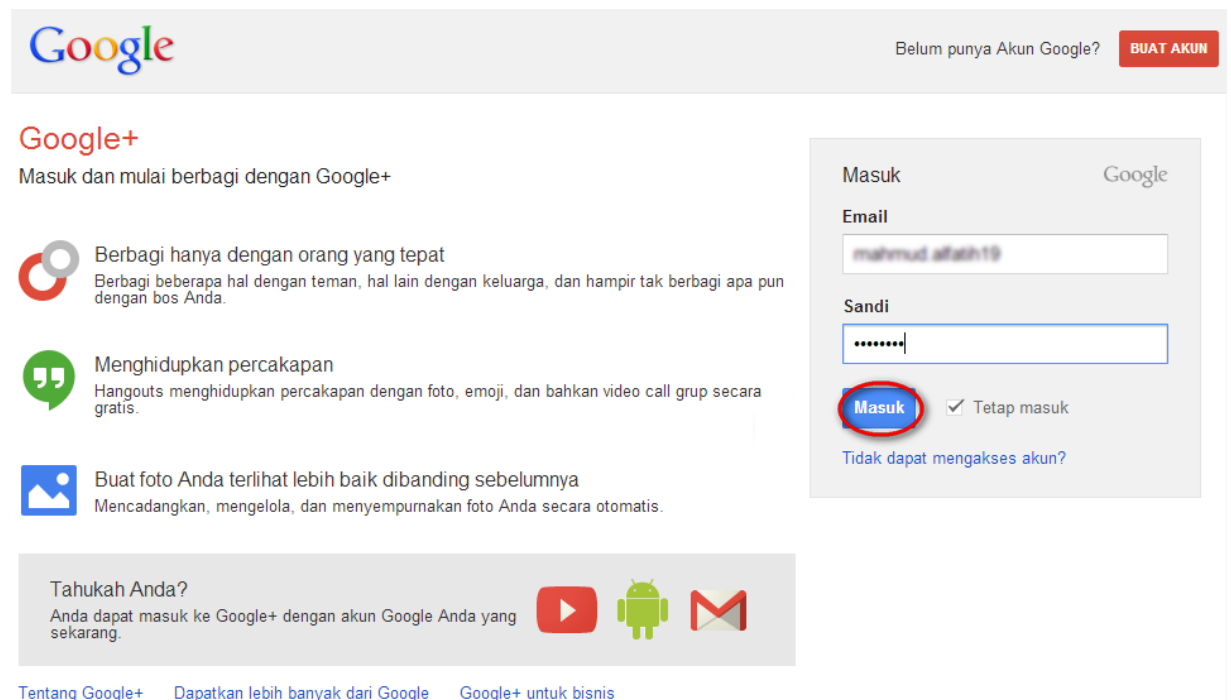 Google
Belum punya Akun Google?
BUAT AKUN
Google+
Masuk dan mulai berbagi dengan Google+
Berbagi hanya dengan orang yang tepat
Berbagi beberapa hal dengan teman, hal lain dengan keluarga, dan hampir tak berbagi apa pun
dengan bos Anda.
Menghidupkan percakapan
Hangouts menghidupkan percakapan dengan foto, emoji, dan bahkan video call grup secara
gratis.
Buat foto Anda terlihat lebih baik dibanding sebelumnya
Mencadangkan, mengelola, dan menyempurnakan foto Anda secara otomatis.
Tahukah Anda?
Anda dapat masuk ke Google+ dengan akun Google Anda yang
sekarang.
Tentang Google+
Dapatkan lebih banyak dari Google
Google+ untuk bisnis
Masuk
Google
Email
Sandi
••••••••
Masuk
Tetap masuk
Tidak dapat mengakses akun?